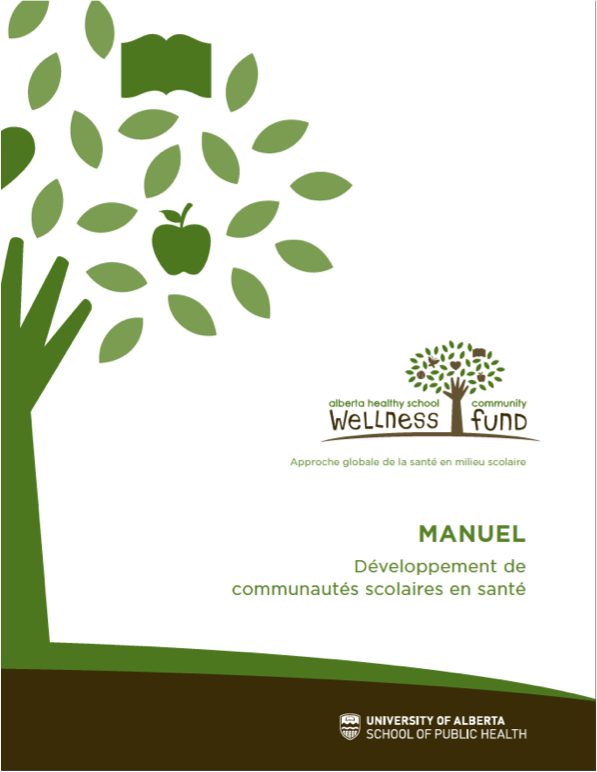 alberta healthy school community
wellness fund
Approche globale de la santé en milieu scolaire
MANUEL
Développement de
communautés scolaires en santé
UNIVERSITY OF ALBERTA
SCHOOL OF PUBLIC HEALTH